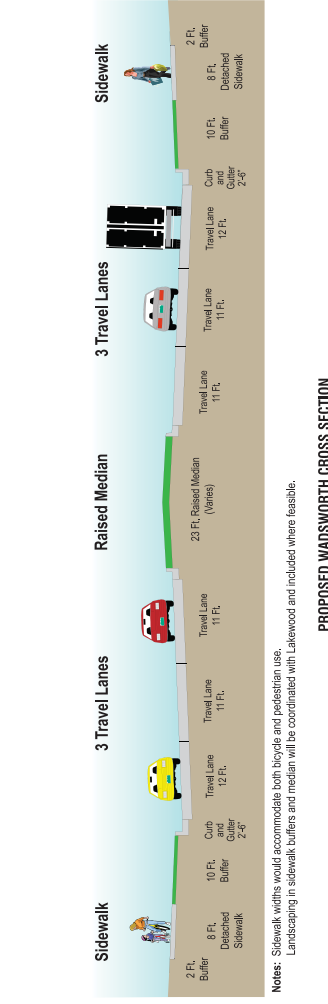 Sidewalk
3 Travel Lanes
Raised Median
3 Travel Lanes
Sidewalk
2 Ft.
Buffer
8 Ft.
Detached
Sidewalk
10 Ft.
Buffer
Curb
and
Gutter
2'-6"
Travel Lane
12 Ft.
Travel Lane
11 Ft.
Travel Lane
11 Ft.
23 Ft. Raised Median
(Varies)
Travel Lane
11 Ft.
Travel Lane
11 Ft.
Travel Lane
12 Ft.
Curb
and
Gutter
2'-6"
10 Ft.
Buffer
8 Ft.
Detached
Sidewalk
2 Ft.
Buffer
Notes: Sidewalk widths would accommodate both bicycle and pedestrian use.
Landscaping in sidewalk buffers and median will be coordinated with Lakewood and included where feasible.
PROPOSED WADSWORTH CROSS SECTION